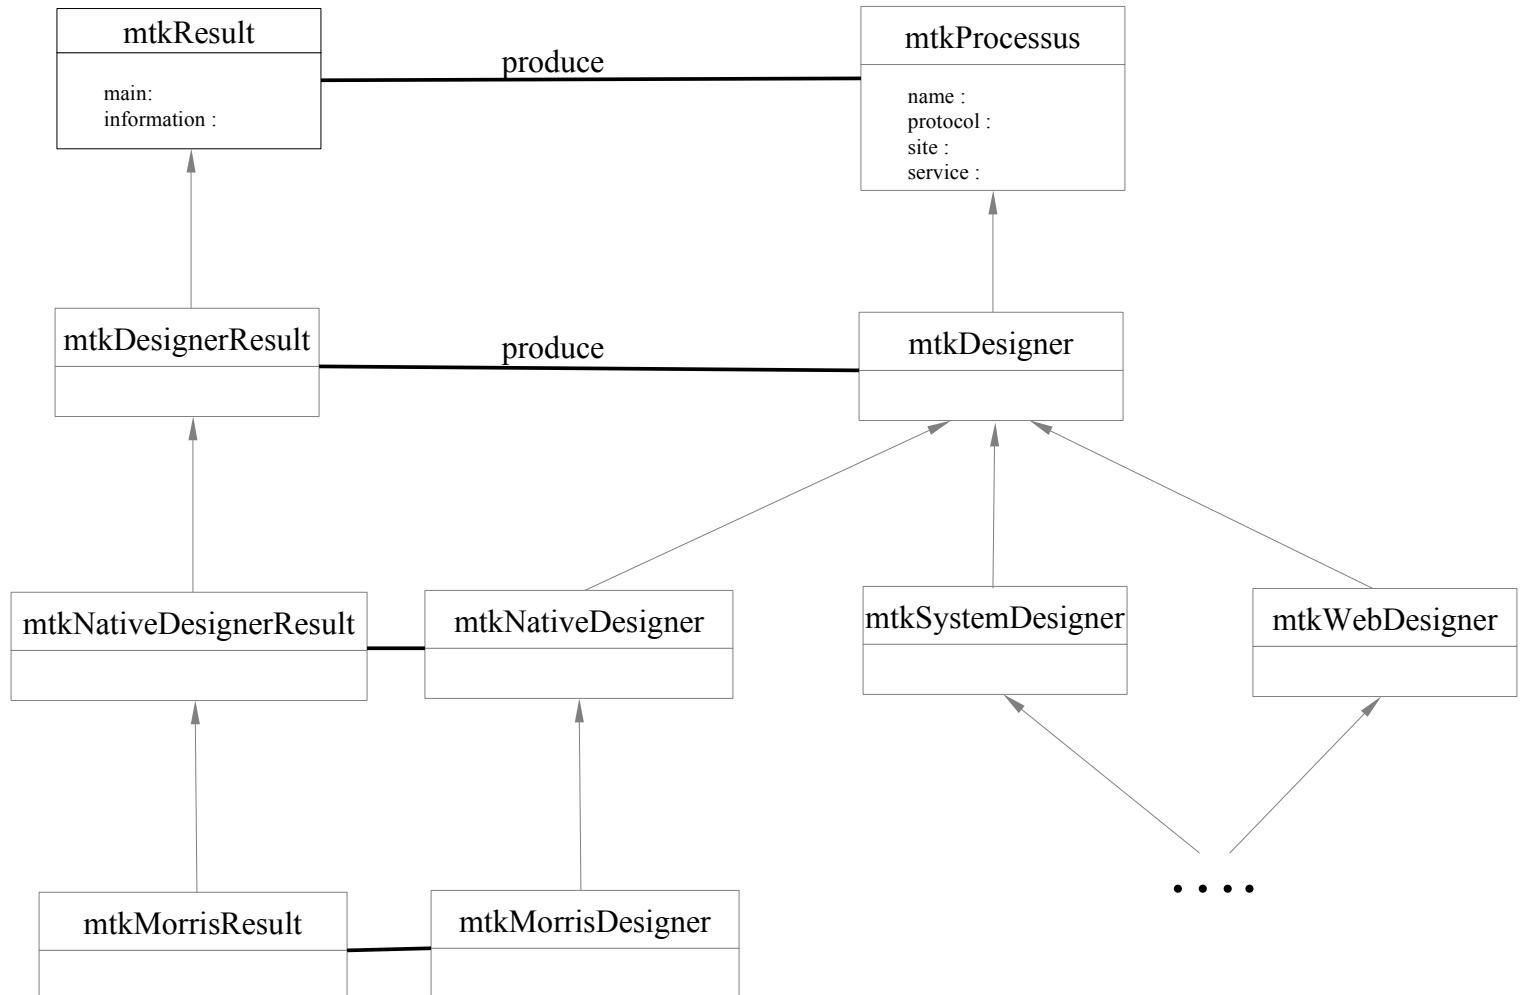 mtkResult
main:
information :
produce
mtkProcessus
name :
protocol :
site :
service :
mtkDesignerResult
produce
mtkDesigner
mtkNativeDesignerResult
mtkNativeDesigner
mtkSystemDesigner
mtkWebDesigner
mtkMorrisResult
mtkMorrisDesigner
....